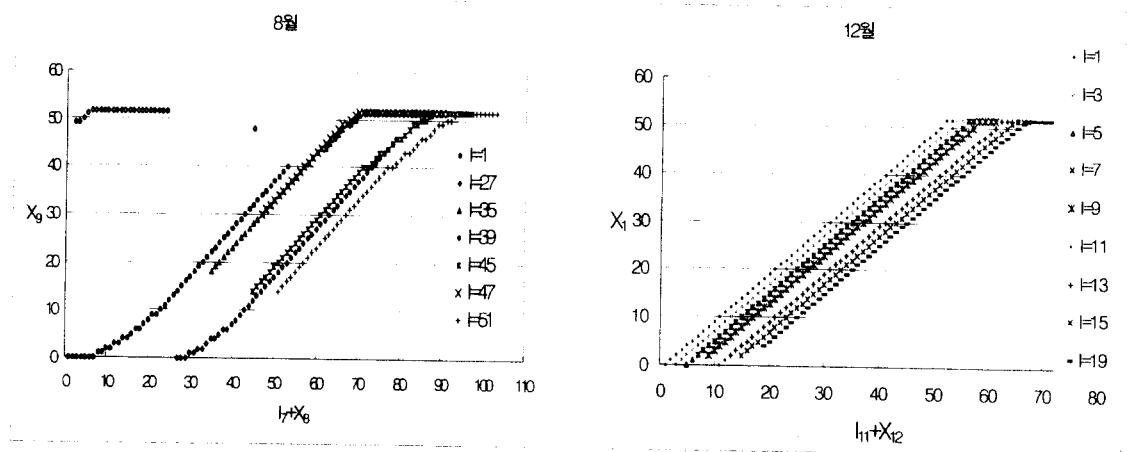 8월
60
50
40
30
20
10
0
X₉
0 10 20 30 40 50 60 70 80 90 100 110
I₇+X₈
I=1
I=27
I=35
I=39
I=45
I=47
I=51
12월
60
50
40
X₁ 30
20
10
0
0 10 20 30 40 50 60 70 80
I₁₁+X₁₂
I=1
I=3
I=5
I=7
I=9
I=11
I=13
I=15
I=19